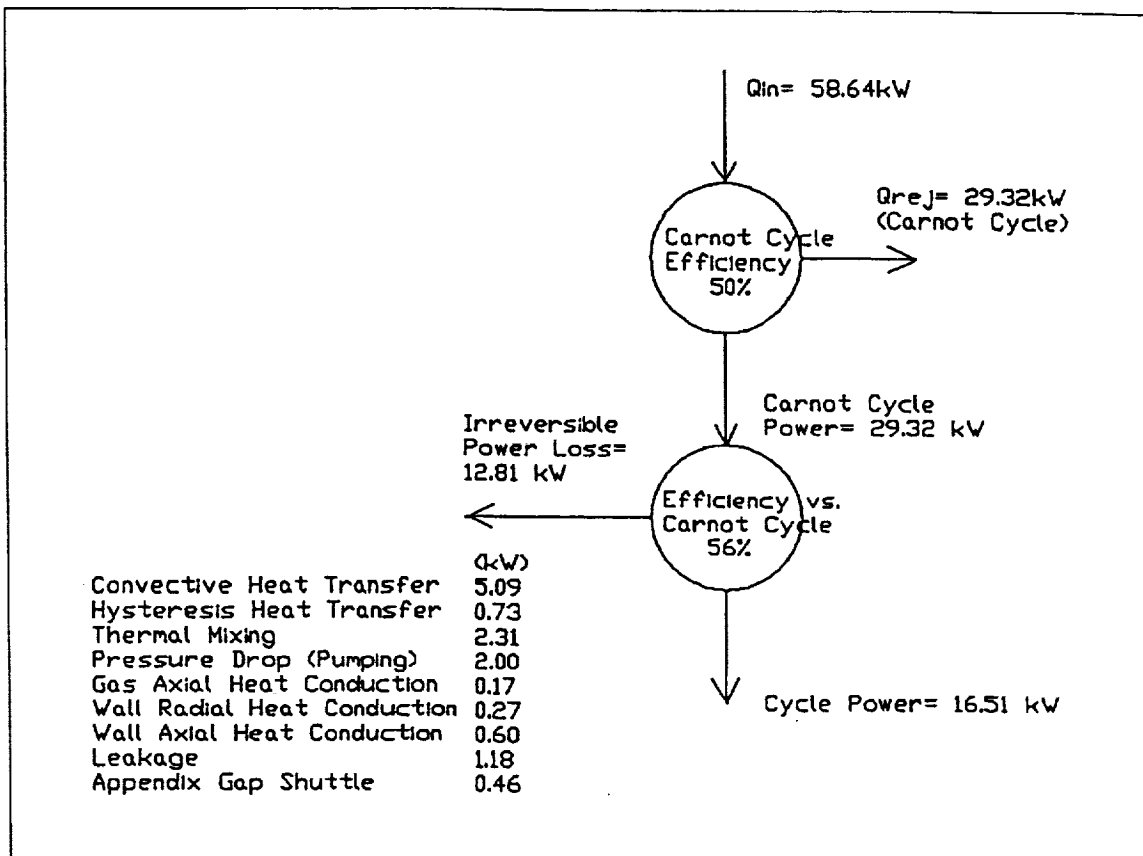 Qin= 58.64kW
Qrej= 29.32kW
(Carnot Cycle)
Carnot Cycle
Efficiency
50%
Carnot Cycle
Power= 29.32 kW
Irreversible
Power Loss=
12.81 kW
Efficiency vs.
Carnot Cycle
56%
(kW)
Convective Heat Transfer 5.09
Hysteresis Heat Transfer 0.73
Thermal Mixing 2.31
Pressure Drop (Pumping) 2.00
Gas Axial Heat Conduction 0.17
Wall Radial Heat Conduction 0.27
Wall Axial Heat Conduction 0.60
Leakage 1.18
Appendix Gap Shuttle 0.46
Cycle Power= 16.51 kW